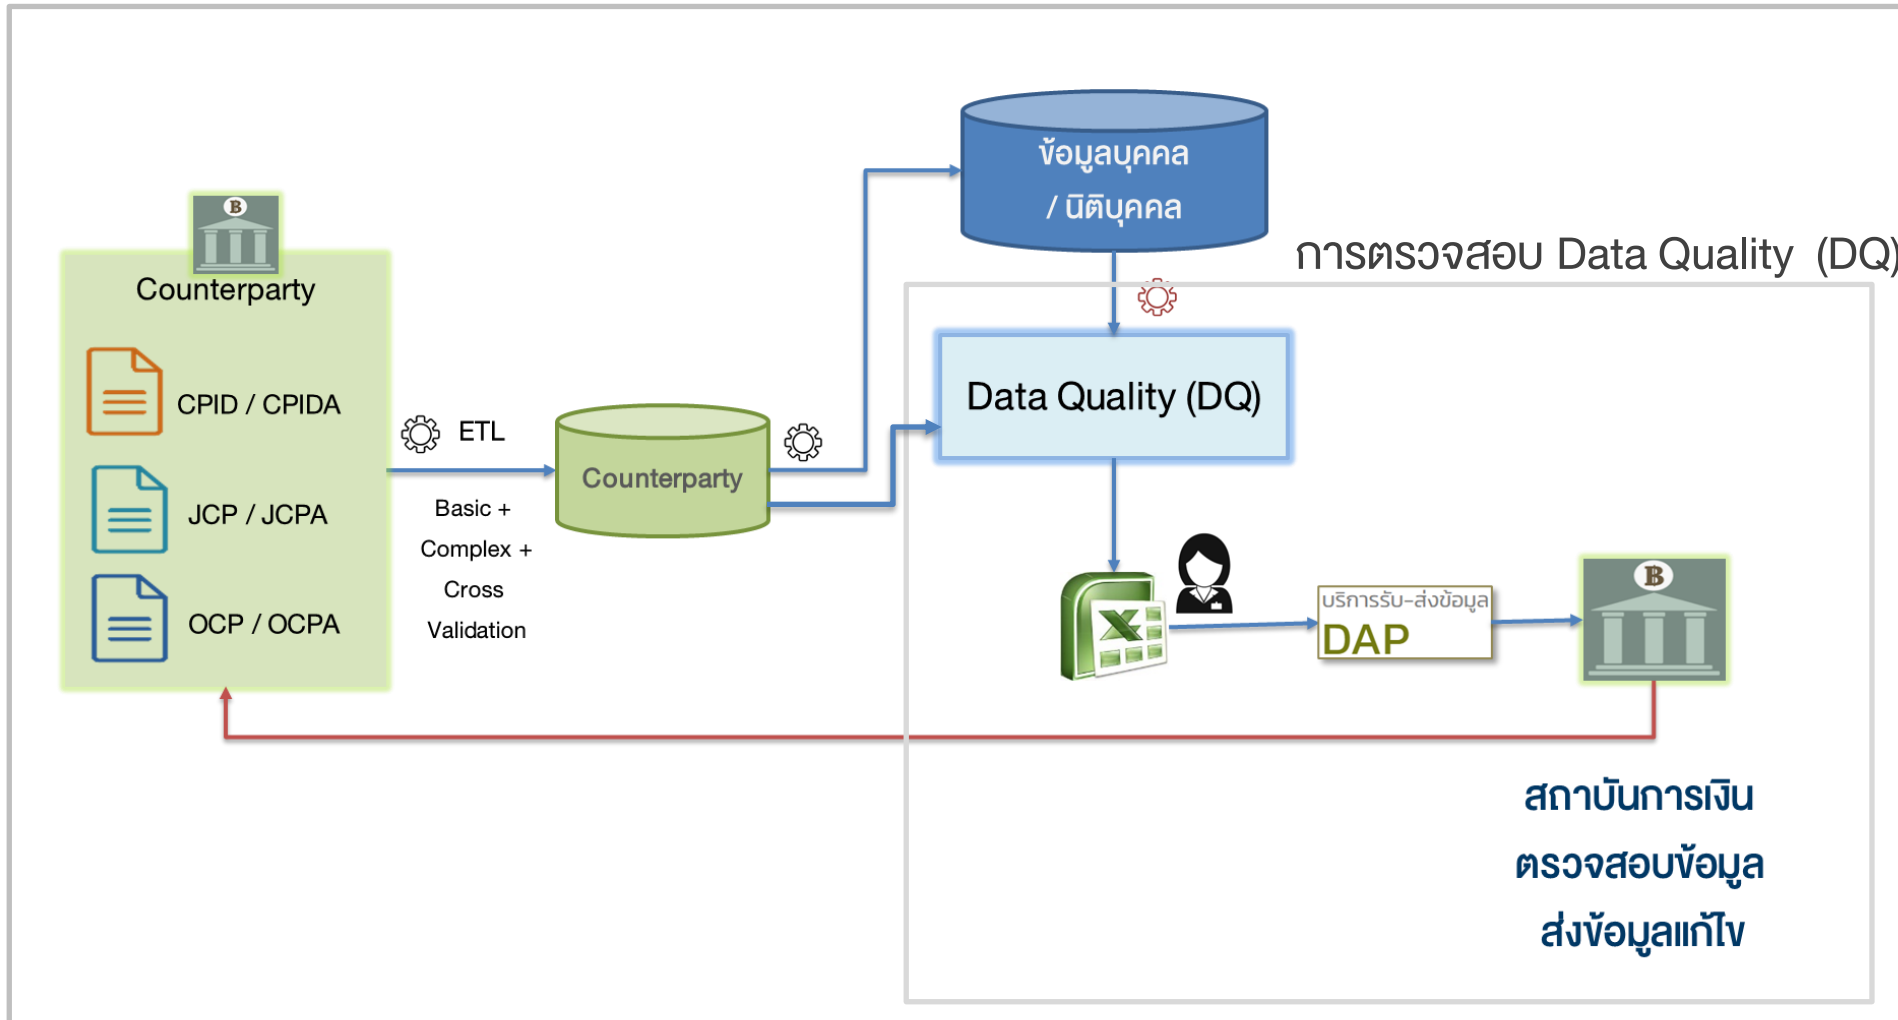 ข้อมูลบุคคล
/ นิติบุคคล
การตรวจสอบ Data Quality (DQ)
B
Counterparty
CPID / CPIDA
JCP / JCPA
OCP / OCPA
ETL
Basic +
Complex +
Cross
Validation
Counterparty
Data Quality (DQ)
X
บริการรับ-ส่งข้อมูล
DAP
B
สถาบันการเงิน
ตรวจสอบข้อมูล
ส่งข้อมูลแก้ไข